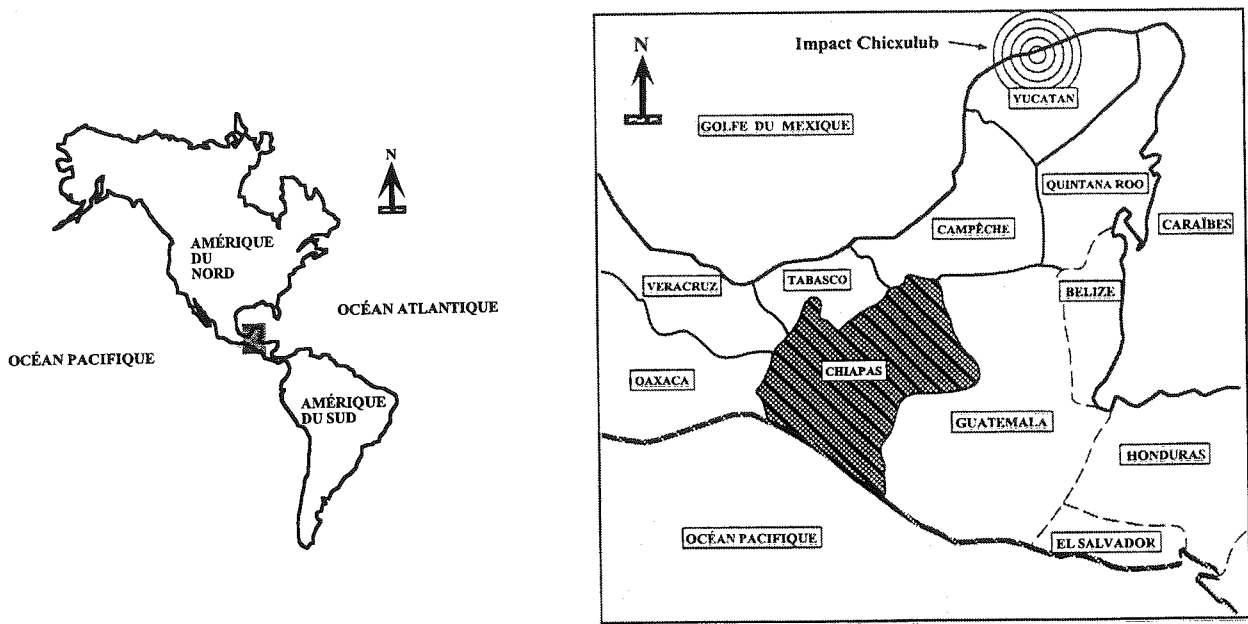 N
AMÉRIQUE
DU
NORD
OCÉAN ATLANTIQUE
OCÉAN PACIFIQUE
AMÉRIQUE
DU SUD
N
Impact Chicxulub
YUCATAN
GOLFE DU MEXIQUE
QUINTANA ROO
CAMPÊCHE
CARAÏBES
VERACRUZ
TABASCO
BELIZE
OAXACA
CHIAPAS
GUATEMALA
HONDURAS
OCÉAN PACIFIQUE
EL SALVADOR